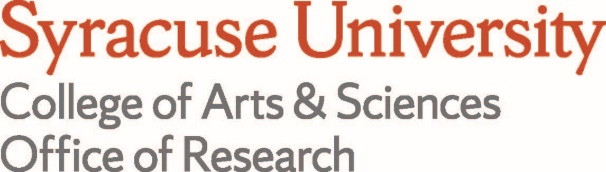 Syracuse University
College of Arts & Sciences
Office of Research